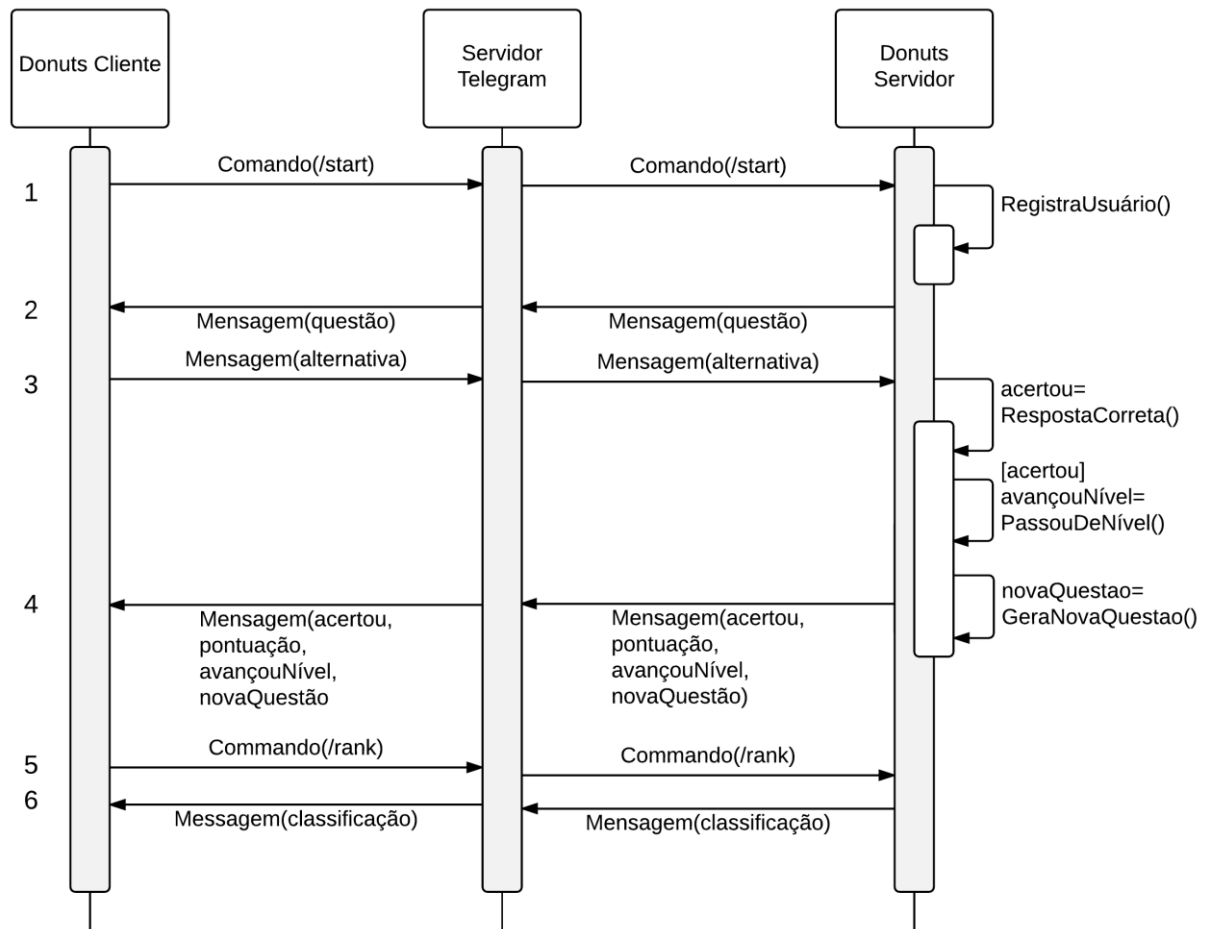 Donuts Cliente
Servidor
Telegram
Donuts
Servidor
1
Comando(/start)
Comando(/start)
RegistraUsuário()
2
Mensagem(questão)
Mensagem(questão)
3
Mensagem(alternativa)
Mensagem(alternativa)
acertou=
RespostaCorreta()
[acertou]
avançouNível=
PassouDeNível()
novaQuestao=
GeraNovaQuestao()
4
Mensagem(acertou,
pontuação,
avançouNível,
novaQuestão
Mensagem(acertou,
pontuação,
avançouNível,
novaQuestão)
5
Commando(/rank)
Commando(/rank)
6
Messagem(classificação)
Mensagem(classificação)